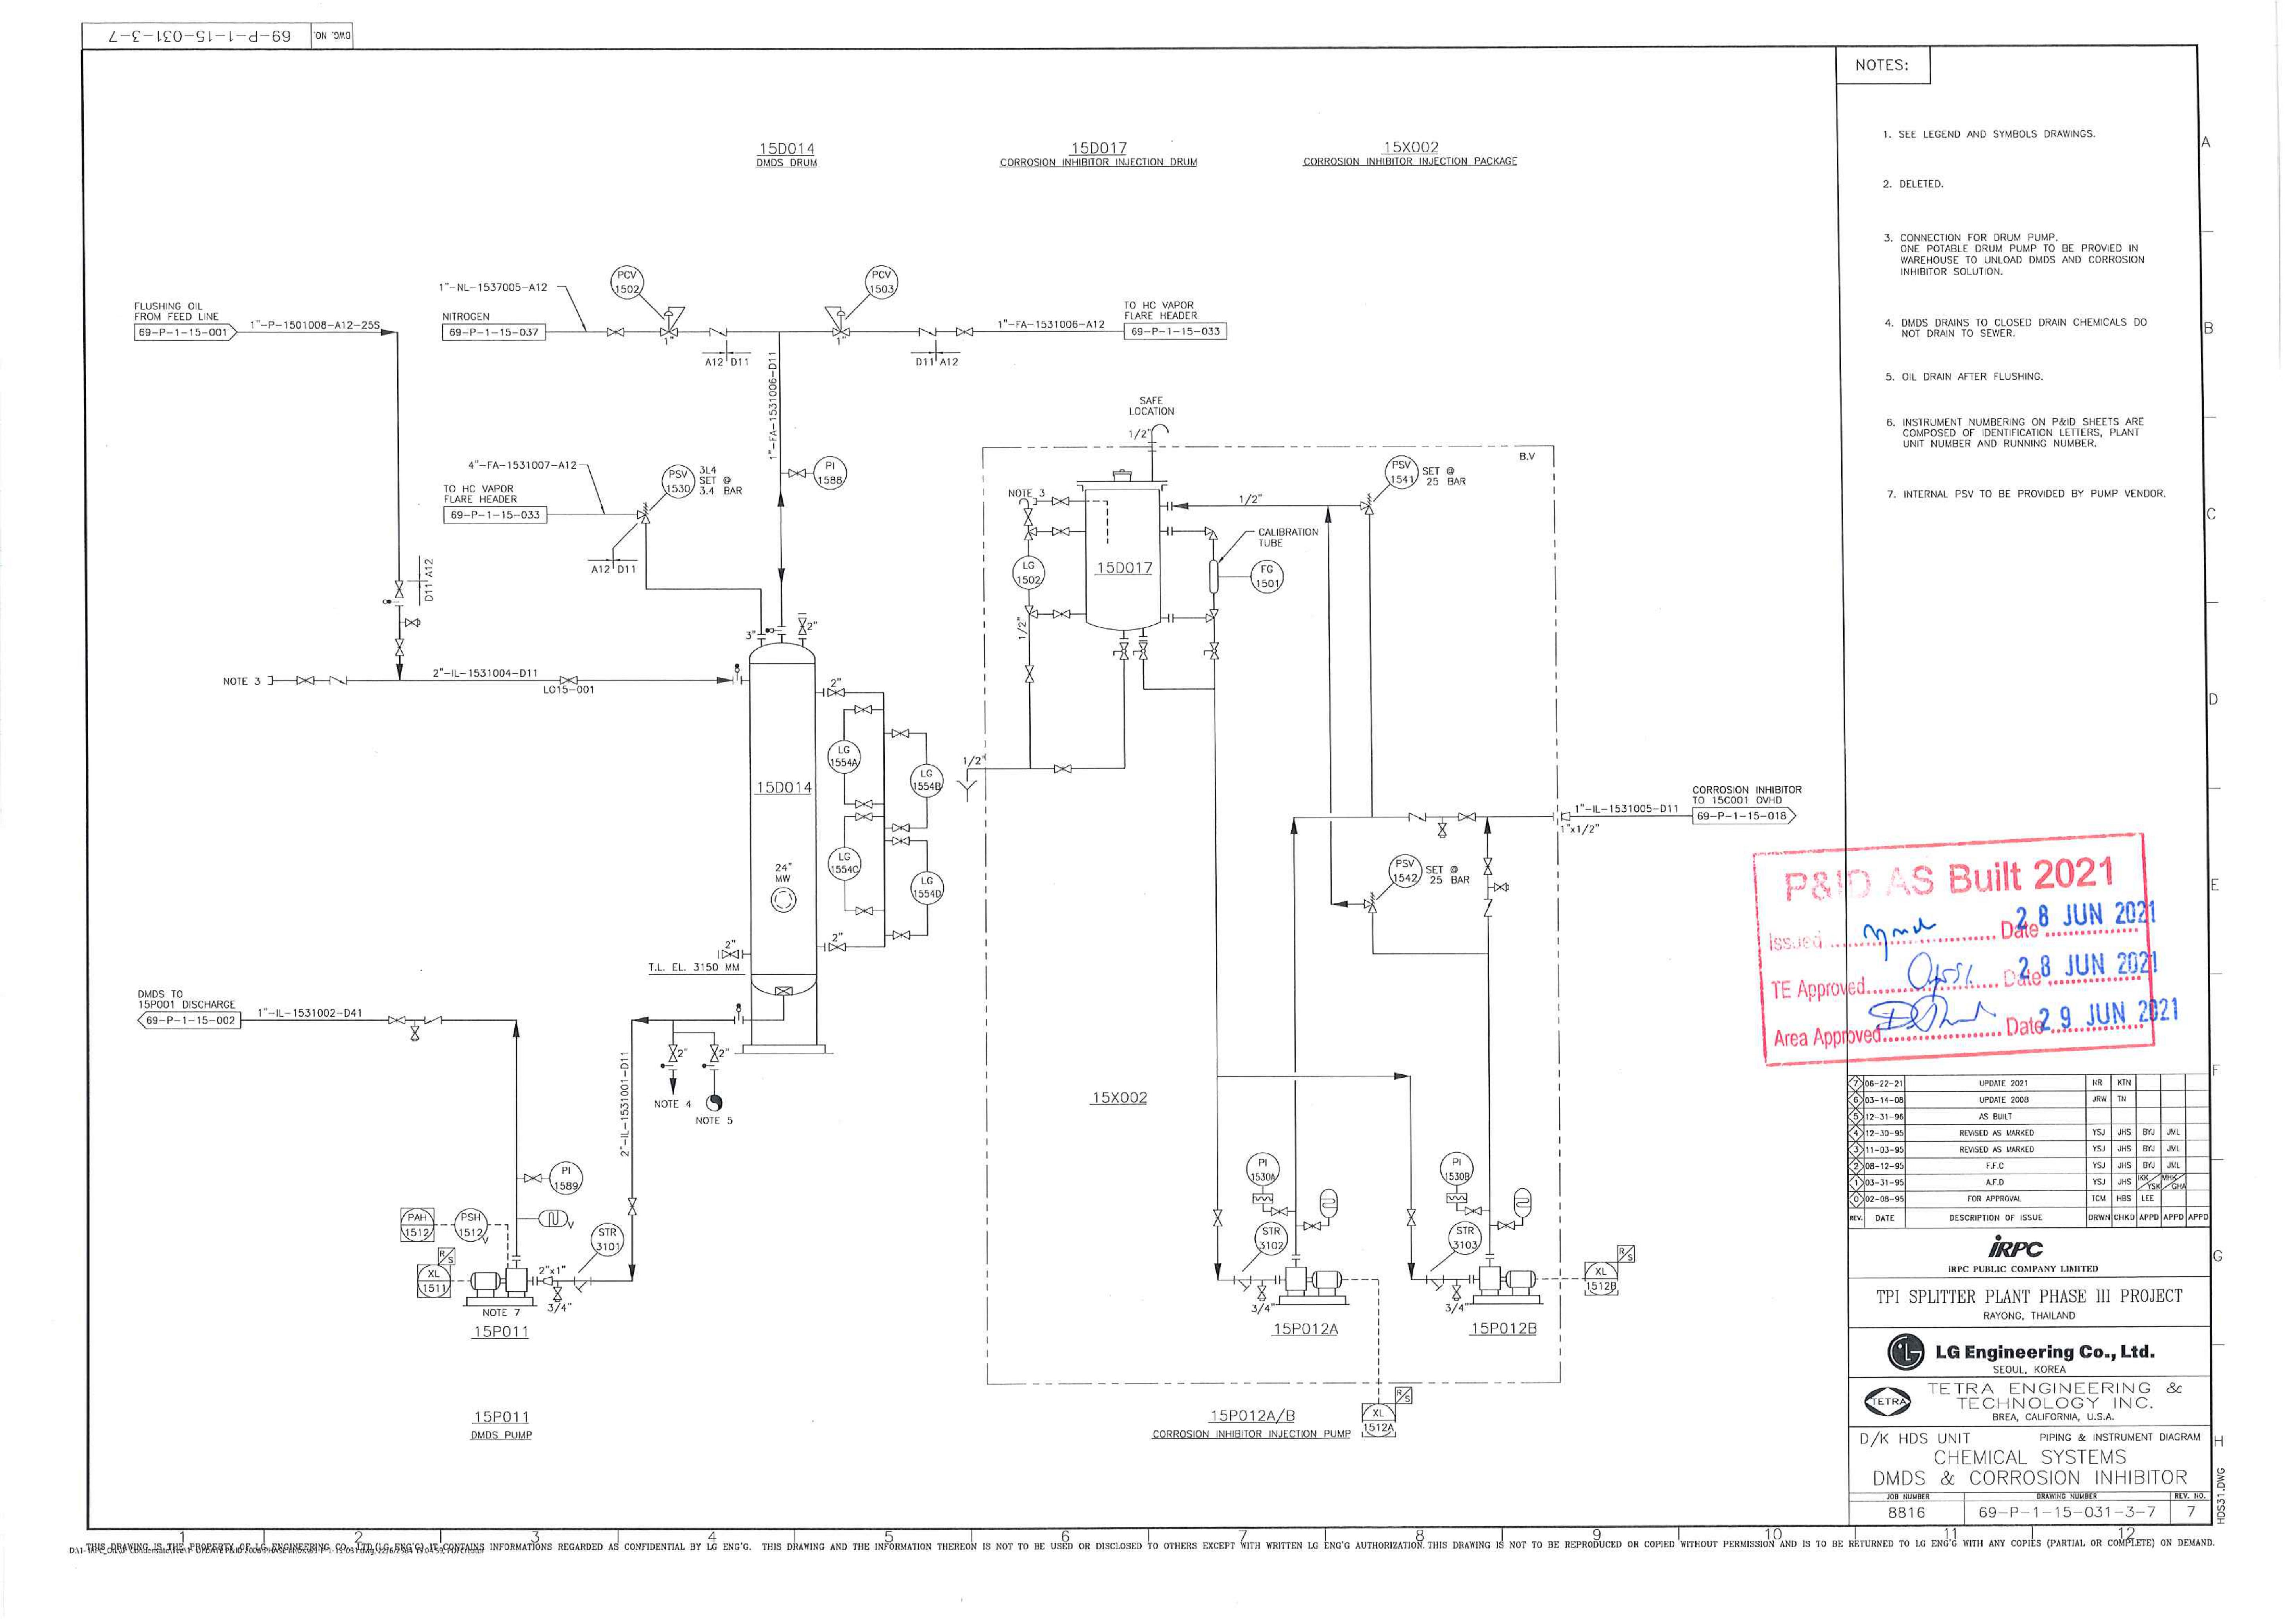 69-P-1-15-031-3-7
DWG. NO.
NOTES:
1. SEE LEGEND AND SYMBOLS DRAWINGS.
2. DELETED.
3. CONNECTION FOR DRUM PUMP.
ONE POTABLE DRUM PUMP TO BE PROVIED IN
WAREHOUSE TO UNLOAD DMDS AND CORROSION
INHIBITOR SOLUTION.
4. DMDS DRAINS TO CLOSED DRAIN CHEMICALS DO
NOT DRAIN TO SEWER.
5. OIL DRAIN AFTER FLUSHING.
6. INSTRUMENT NUMBERING ON P&ID SHEETS ARE
COMPOSED OF IDENTIFICATION LETTERS, PLANT
UNIT NUMBER AND RUNNING NUMBER.
7. INTERNAL PSV TO BE PROVIDED BY PUMP VENDOR.
15D014
DMDS DRUM
15D017
CORROSION INHIBITOR INJECTION DRUM
15X002
CORROSION INHIBITOR INJECTION PACKAGE
FLUSHING OIL
FROM FEED LINE
69-P-1-15-001
1"-P-1501008-A12-25S
1"-NL-1537005-A12
NITROGEN
69-P-1-15-037
PCV
1502
1"
PCV
1503
1"
A12 D11
D11 A12
1"-FA-1531006-A12
TO HC VAPOR
FLARE HEADER
69-P-1-15-033
1"-FA-1531006-D11
PI
1588
4"-FA-1531007-A12
TO HC VAPOR
FLARE HEADER
69-P-1-15-033
PSV
1530
3L4
SET @
3.4 BAR
A12 D11
D11 A12
NOTE 3
2"-IL-1531004-D11
LO15-001
3"
2"
2"
LG
1554A
LG
1554B
LG
1554C
LG
1554D
15D014
24"
MW
2"
2"
T.L. EL. 3150 MM
DMDS TO
15P001 DISCHARGE
69-P-1-15-002
1"-IL-1531002-D41
2"-IL-1531001-D11
2"
2"
NOTE 4
NOTE 5
PI
1589
V
PAH
1512
PSH
1512
V
R/S
XL
1511
STR
3101
2"x1"
3/4"
NOTE 7
15P011
15P011
DMDS PUMP
SAFE
LOCATION
1/2"
B.V
NOTE 3
LG
1502
1/2"
15D017
1/2"
CALIBRATION
TUBE
FG
1501
PSV
1541
SET @
25 BAR
1/2"
CORROSION INHIBITOR
TO 15C001 OVHD
69-P-1-15-018
1"-IL-1531005-D11
1"x1/2"
PSV
1542
SET @
25 BAR
15X002
PI
1530A
STR
3102
3/4"
15P012A
PI
1530B
STR
3103
3/4"
15P012B
R/S
XL
1512B
R/S
XL
1512A
15P012A/B
CORROSION INHIBITOR INJECTION PUMP
P&ID AS Built 2021
Issued Date 28 JUN 2021
TE Approved Date 28 JUN 2021
Area Approved Date 29 JUN 2021
7 06-22-21 UPDATE 2021 NR KTN
6 03-14-08 UPDATE 2008 JRW TN
5 12-31-96 AS BUILT
4 12-30-95 REVISED AS MARKED YSJ JHS BYJ JML
3 11-03-95 REVISED AS MARKED YSJ JHS BYJ JML
2 08-12-95 F.F.C YSJ JHS BYJ JML
1 03-31-95 A.F.D YSJ JHS IKK/YSK MHK/GHA
0 02-08-95 FOR APPROVAL TCM HBS LEE
REV. DATE DESCRIPTION OF ISSUE DRWN CHKD APPD APPD APPD
IRPC
IRPC PUBLIC COMPANY LIMITED
TPI SPLITTER PLANT PHASE III PROJECT
RAYONG, THAILAND
LG Engineering Co., Ltd.
SEOUL, KOREA
TETRA
TETRA ENGINEERING &
TECHNOLOGY INC.
BREA, CALIFORNIA, U.S.A.
D/K HDS UNIT PIPING & INSTRUMENT DIAGRAM
CHEMICAL SYSTEMS
DMDS & CORROSION INHIBITOR
JOB NUMBER DRAWING NUMBER REV. NO.
8816 69-P-1-15-031-3-7 7
HDS31.DWG
A
B
C
D
E
F
G
H
1 2 3 4 5 6 7 8 9 10 11 12
THIS DRAWING IS THE PROPERTY OF LG ENGINEERING CO., LTD.(LG ENG'G). IT CONTAINS INFORMATIONS REGARDED AS CONFIDENTIAL BY LG ENG'G. THIS DRAWING AND THE INFORMATION THEREON IS NOT TO BE USED OR DISCLOSED TO OTHERS EXCEPT WITH WRITTEN LG ENG'G AUTHORIZATION. THIS DRAWING IS NOT TO BE REPRODUCED OR COPIED WITHOUT PERMISSION AND IS TO BE RETURNED TO LG ENG'G WITH ANY COPIES (PARTIAL OR COMPLETE) ON DEMAND.